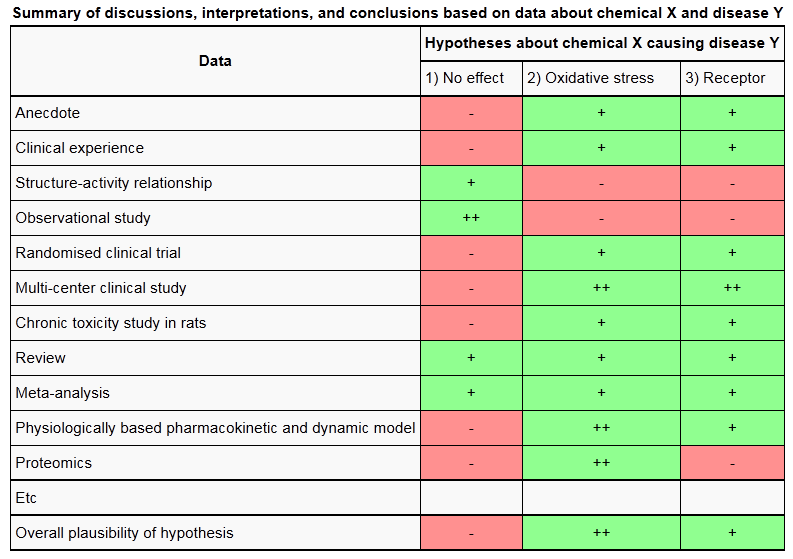 Summary of discussions, interpretations, and conclusions based on data about chemical X and disease Y
Data
Hypotheses about chemical X causing disease Y
1) No effect 2) Oxidative stress 3) Receptor
Anecdote - + +
Clinical experience - + +
Structure-activity relationship + - -
Observational study ++ - -
Randomised clinical trial - + +
Multi-center clinical study - ++ ++
Chronic toxicity study in rats - + +
Review + + +
Meta-analysis + + +
Physiologically based pharmacokinetic and dynamic model - ++ +
Proteomics - ++ -
Etc
Overall plausibility of hypothesis - ++ +